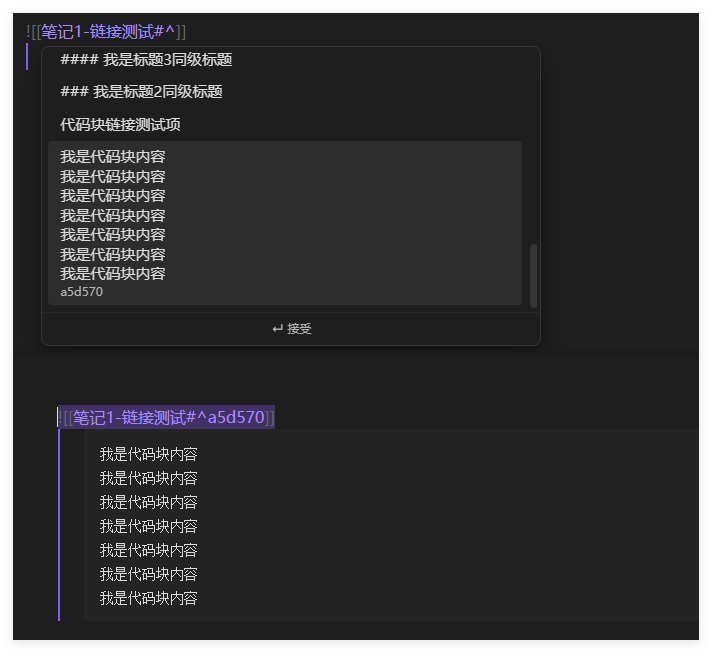 ![[笔记1-链接测试#^]]
#### 我是标题3同级标题
### 我是标题2同级标题
代码块链接测试项
我是代码块内容
我是代码块内容
我是代码块内容
我是代码块内容
我是代码块内容
我是代码块内容
我是代码块内容
a5d570
↵ 接受
![[笔记1-链接测试#^a5d570]]
我是代码块内容
我是代码块内容
我是代码块内容
我是代码块内容
我是代码块内容
我是代码块内容
我是代码块内容